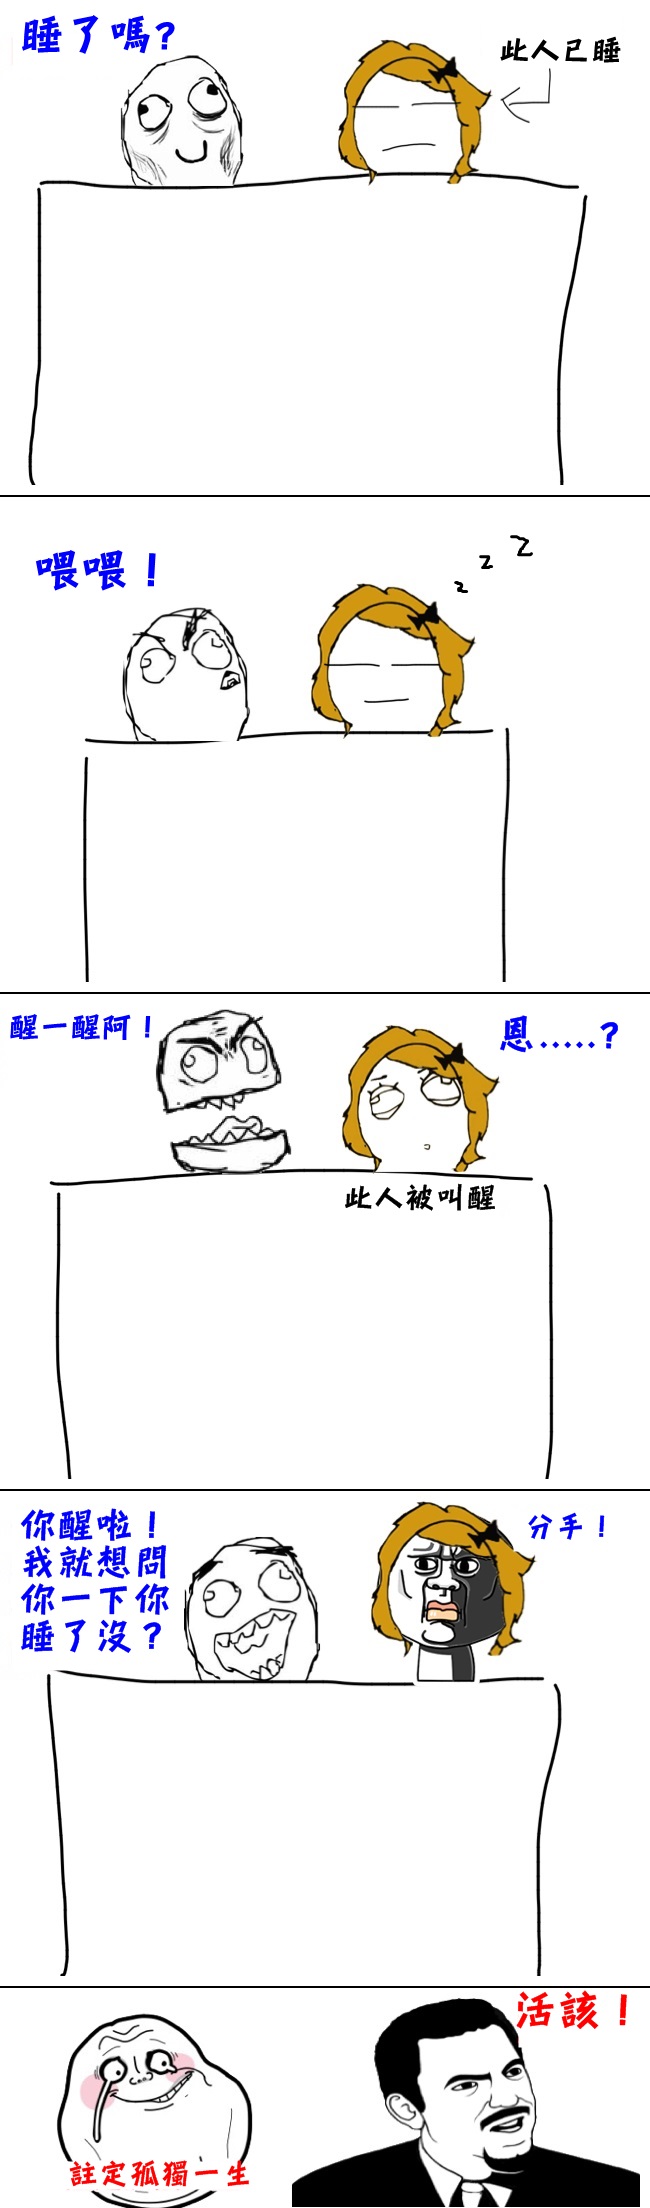 睡了嗎?
此人已睡
喂喂！
z z z
醒一醒阿！
恩.....?
此人被叫醒
你醒啦！
我就想問
你一下你
睡了沒？
分手！
活該！
註定孤獨一生